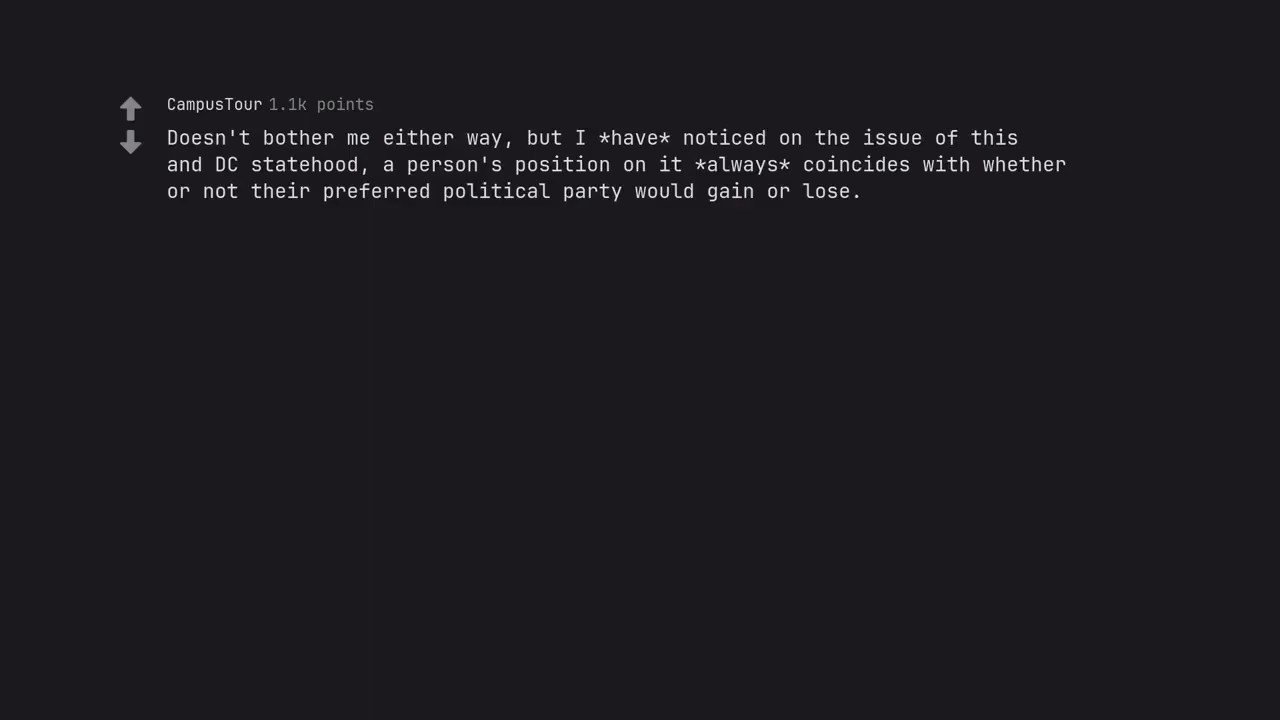 CampusTour 1.1k points
Doesn't bother me either way, but I *have* noticed on the issue of this
and DC statehood, a person's position on it *always* coincides with whether
or not their preferred political party would gain or lose.